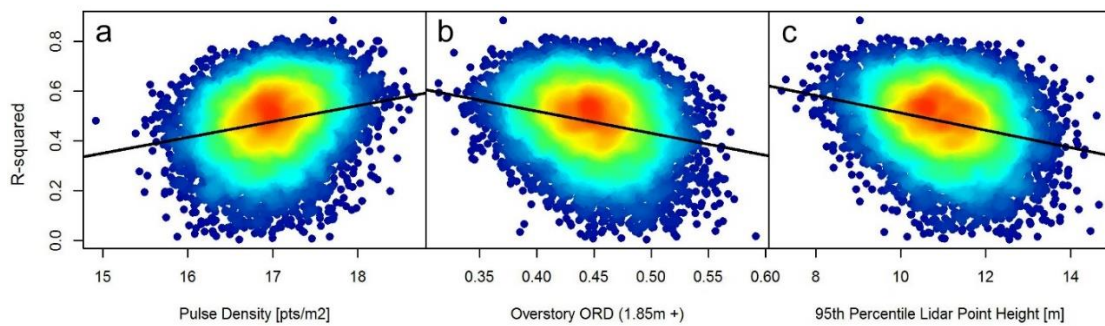 a
b
c
R-squared
0.8
0.6
0.4
0.2
0.0
15 16 17 18
0.35 0.40 0.45 0.50 0.55 0.60
8 10 12 14
Pulse Density [pts/m2]
Overstory ORD (1.85m +)
95th Percentile Lidar Point Height [m]